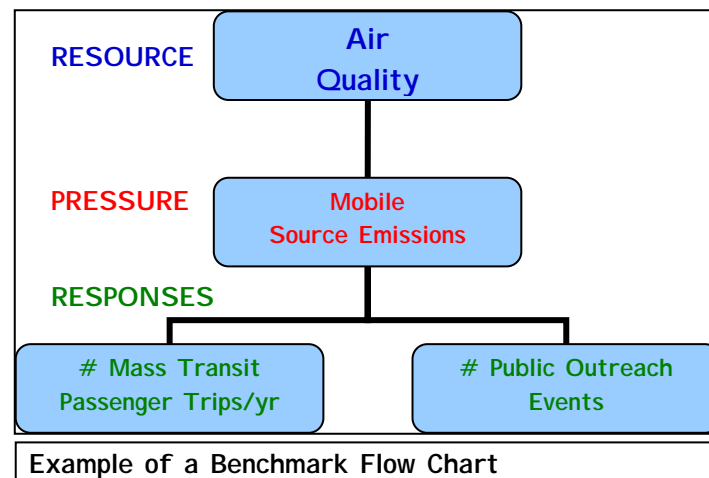 RESOURCE
Air
Quality
PRESSURE
Mobile
Source Emissions
RESPONSES
# Mass Transit
Passenger Trips/yr
# Public Outreach
Events
Example of a Benchmark Flow Chart